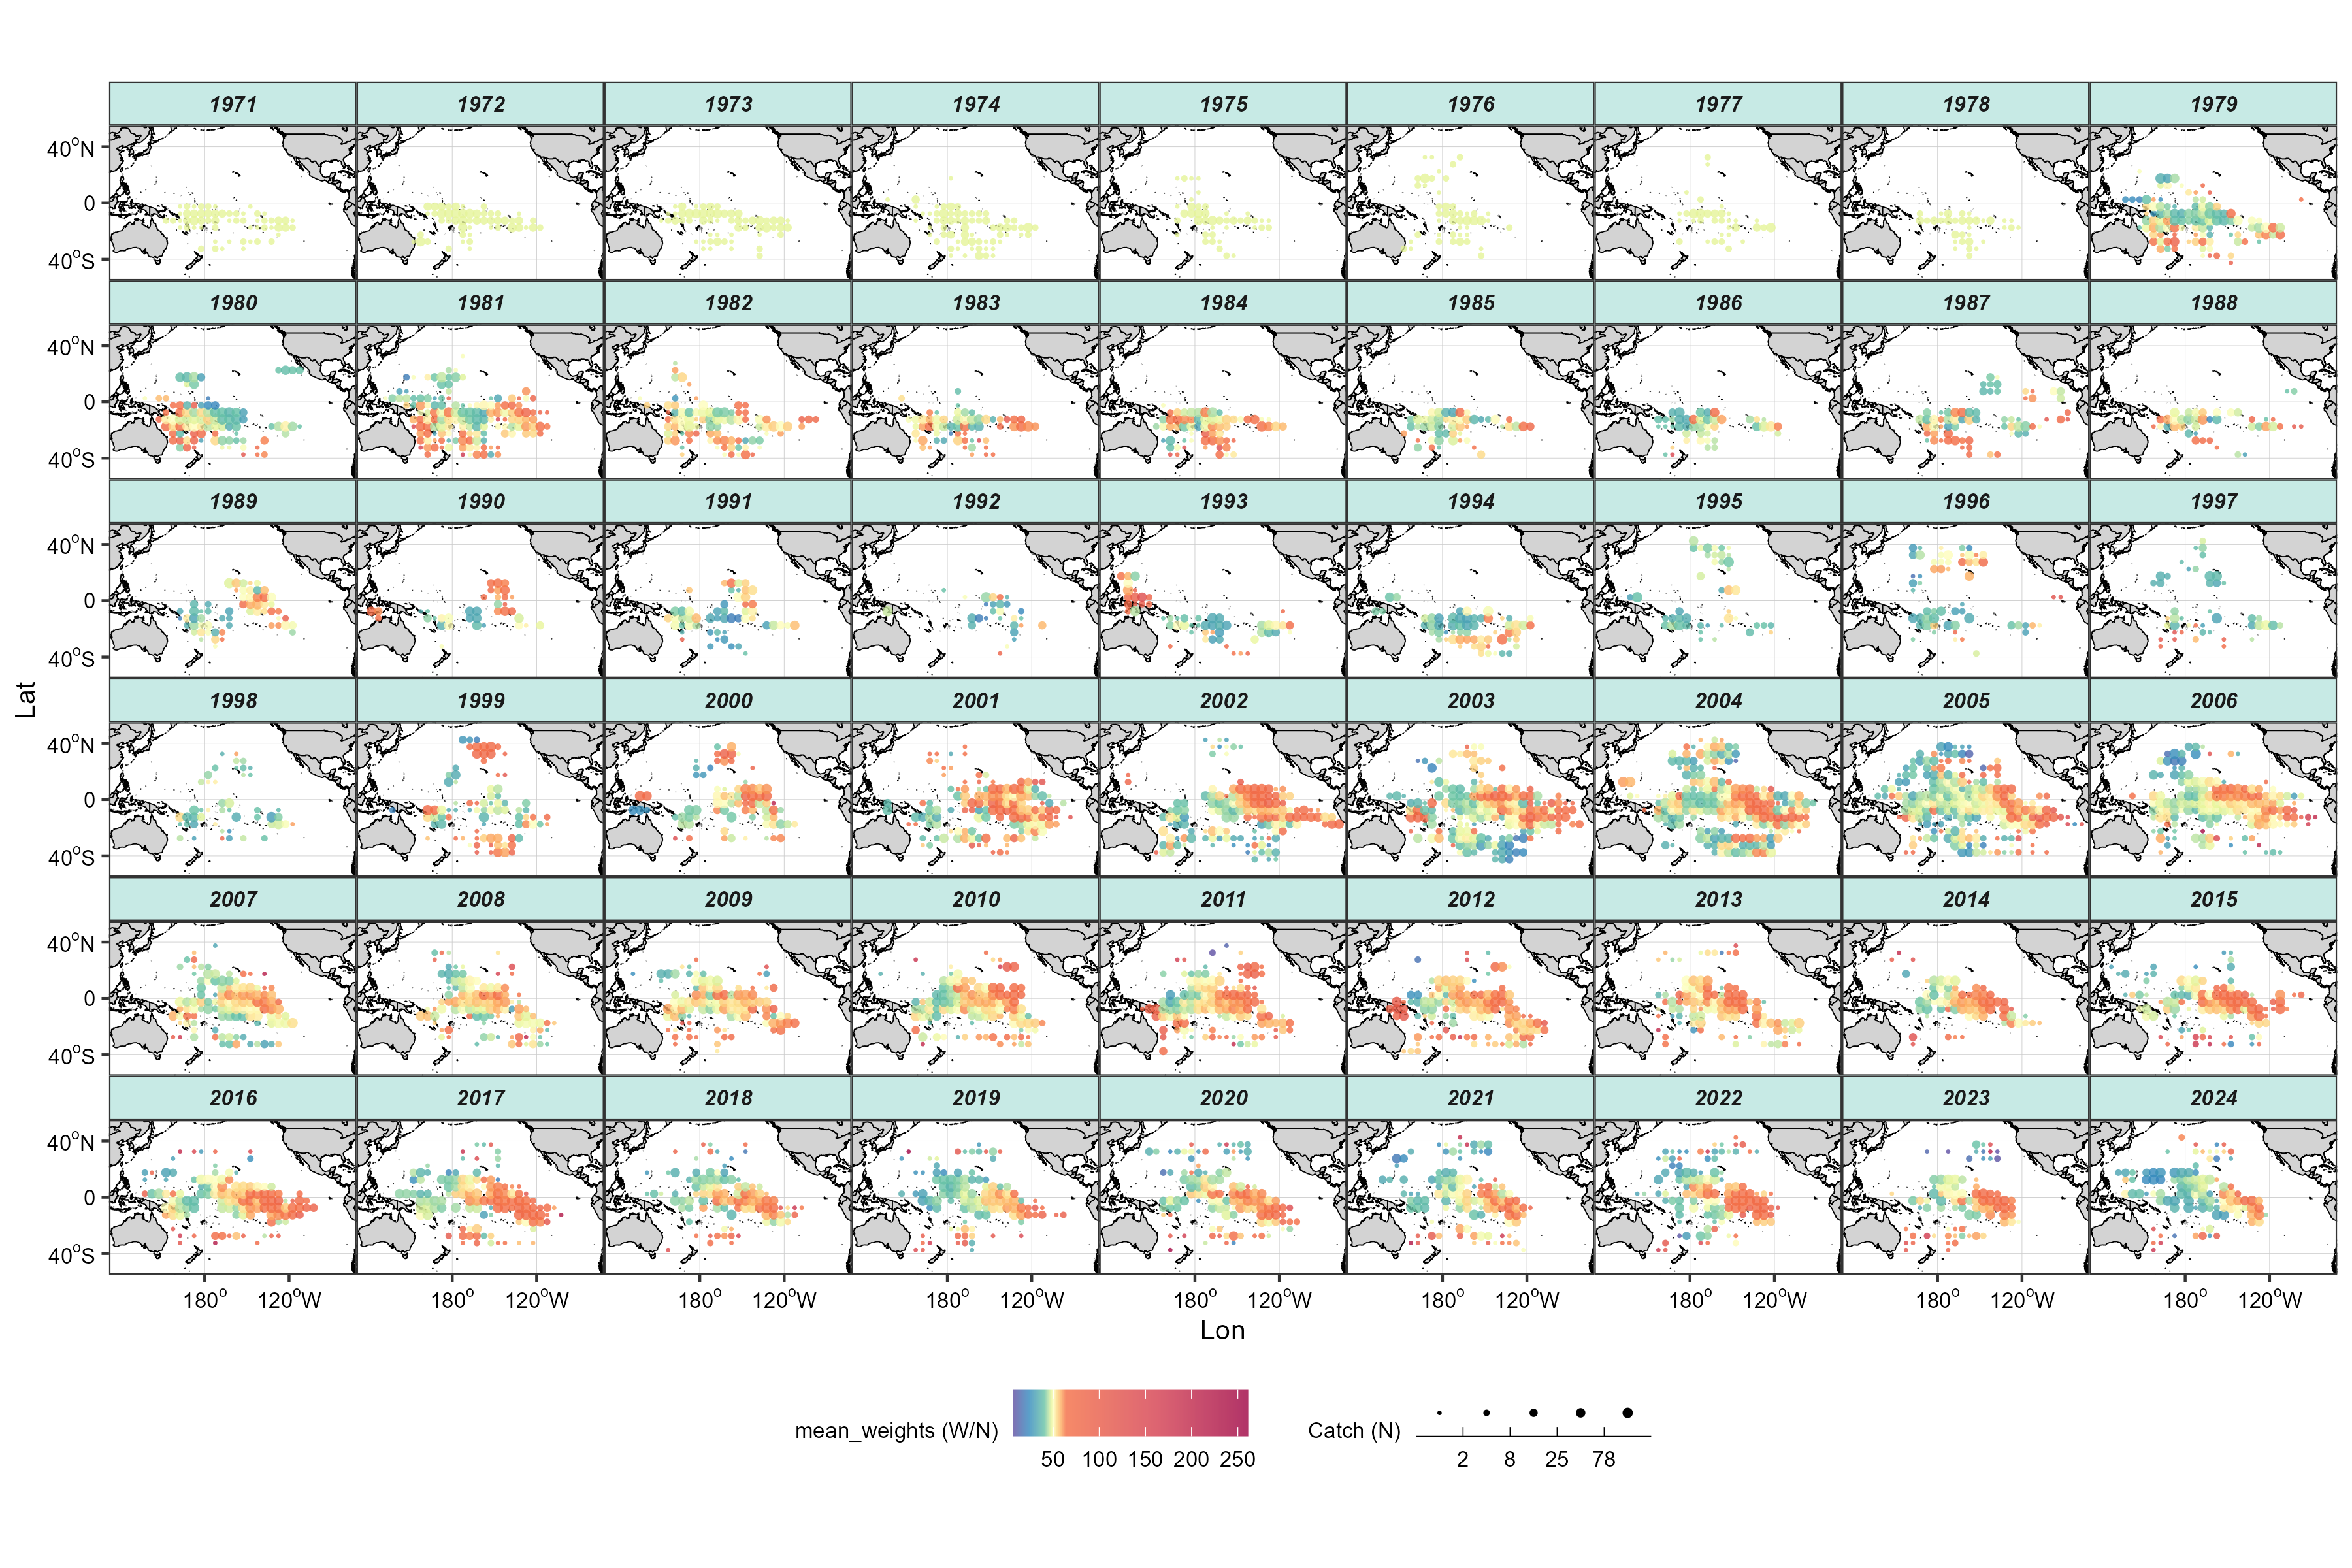 1971 1972 1973 1974 1975 1976 1977 1978 1979
40°N
0
40°S
1980 1981 1982 1983 1984 1985 1986 1987 1988
40°N
0
40°S
1989 1990 1991 1992 1993 1994 1995 1996 1997
40°N
0
40°S
Lat
1998 1999 2000 2001 2002 2003 2004 2005 2006
40°N
0
40°S
2007 2008 2009 2010 2011 2012 2013 2014 2015
40°N
0
40°S
2016 2017 2018 2019 2020 2021 2022 2023 2024
40°N
0
40°S
180° 120°W 180° 120°W 180° 120°W 180° 120°W 180° 120°W 180° 120°W 180° 120°W 180° 120°W 180° 120°W
Lon
mean_weights (W/N)
50 100 150 200 250
Catch (N)
2 8 25 78